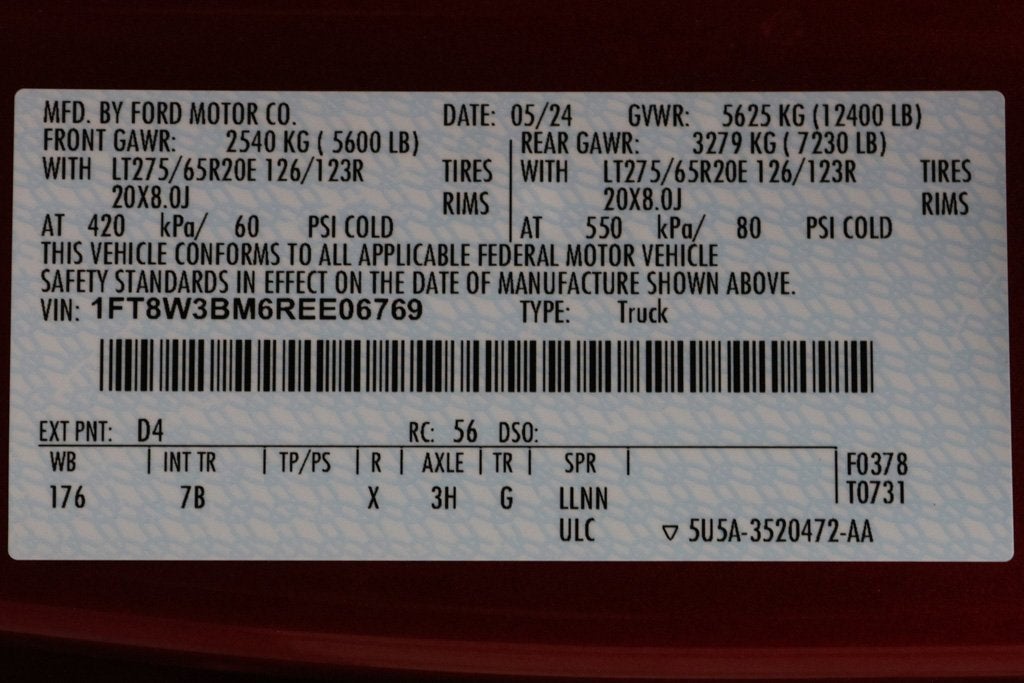 MFD. BY FORD MOTOR CO. DATE: 05/24 GVWR: 5625 KG (12400 LB)
FRONT GAWR: 2540 KG ( 5600 LB) REAR GAWR: 3279 KG ( 7230 LB)
WITH LT275/65R20E 126/123R TIRES WITH LT275/65R20E 126/123R TIRES
20X8.0J RIMS 20X8.0J RIMS
AT 420 kPa/ 60 PSI COLD AT 550 kPa/ 80 PSI COLD
THIS VEHICLE CONFORMS TO ALL APPLICABLE FEDERAL MOTOR VEHICLE
SAFETY STANDARDS IN EFFECT ON THE DATE OF MANUFACTURE SHOWN ABOVE.
VIN: 1FT8W3BM6REE06769 TYPE: Truck
EXT PNT: D4 RC: 56 DSO:
WB | INT TR | TP/PS | R | AXLE | TR | SPR | F0378
176 7B X 3H G LLNN T0731
ULC ▽ 5U5A-3520472-AA